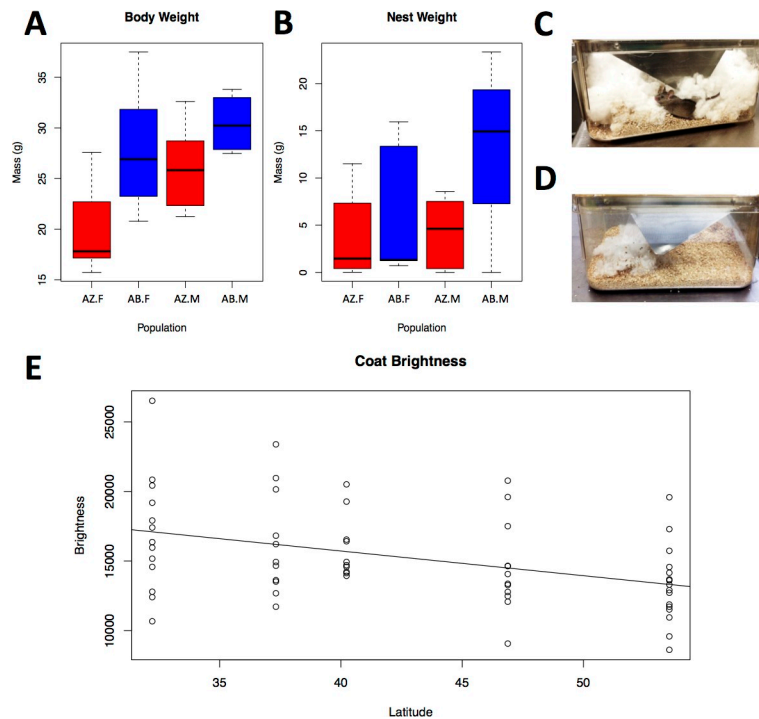 A
Body Weight
Mass (g)
35
30
25
20
15
AZ.F AB.F AZ.M AB.M
Population
B
Nest Weight
Mass (g)
20
15
10
5
0
AZ.F AB.F AZ.M AB.M
Population
C
D
E
Coat Brightness
Brightness
25000
20000
15000
10000
35 40 45 50
Latitude